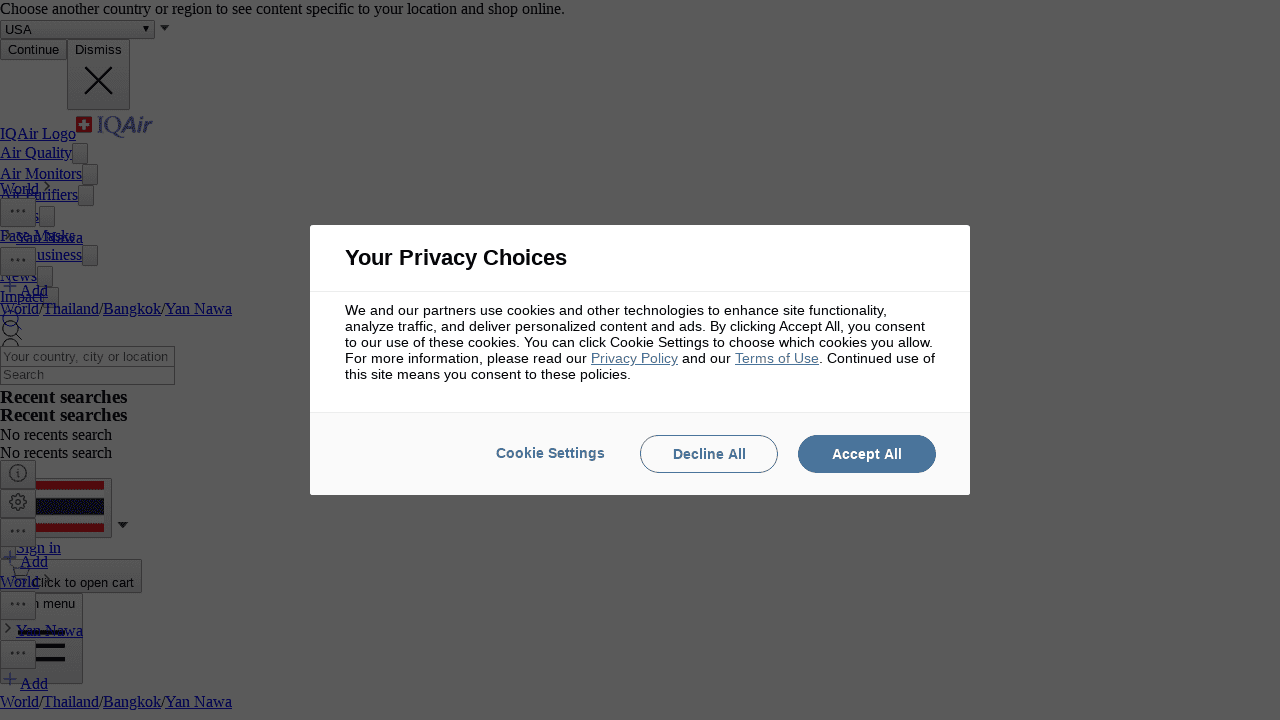 Choose another country or region to see content specific to your location and shop online.
USA
Continue
Dismiss
IQAir Logo IQAir
Air Quality
Air Monitors
World
Air Purifiers
Face Masks
Yan Nawa
News
Add
Impact
World/Thailand/Bangkok/Yan Nawa
Your country, city or location
Search
Recent searches
Recent searches
No recents search
No recents search
Sign in
Add
Click to open cart
World
menu
Yan Nawa
Add
World/Thailand/Bangkok/Yan Nawa
Your Privacy Choices
We and our partners use cookies and other technologies to enhance site functionality,
analyze traffic, and deliver personalized content and ads. By clicking Accept All, you consent
to our use of these cookies. You can click Cookie Settings to choose which cookies you allow.
For more information, please read our Privacy Policy and our Terms of Use. Continued use of
this site means you consent to these policies.
Cookie Settings
Decline All
Accept All